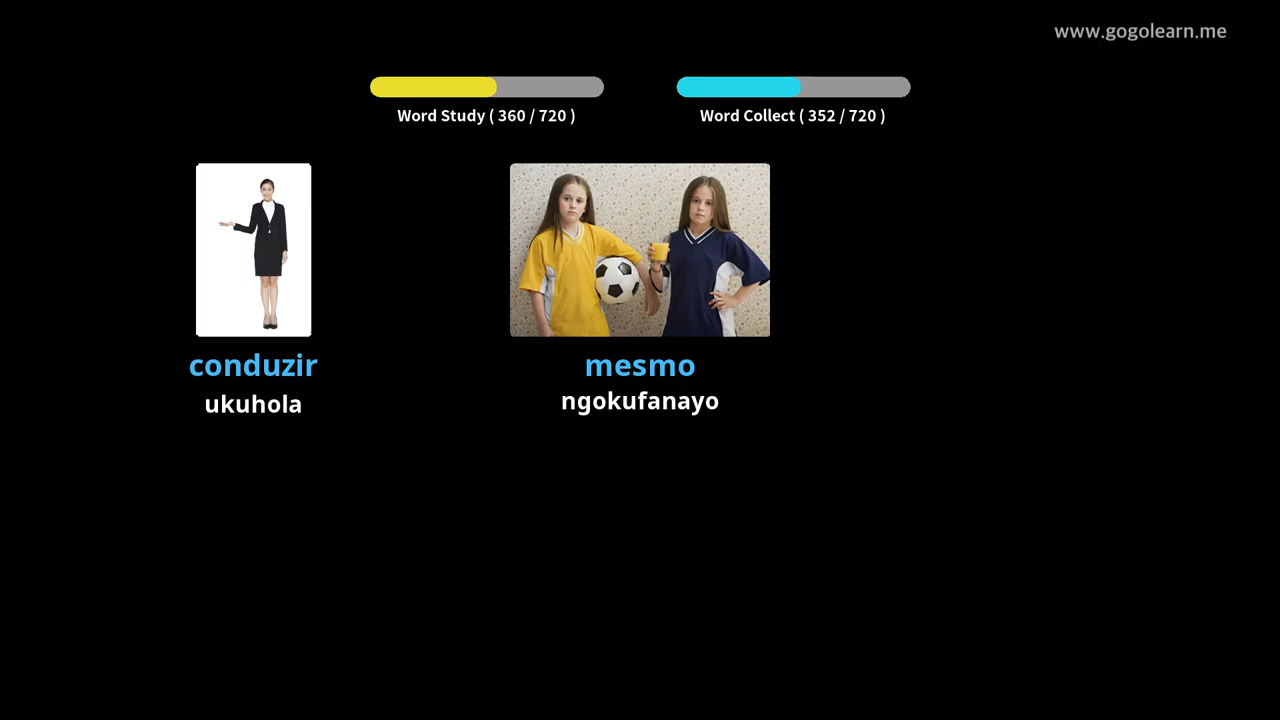 www.gogolearn.me
Word Study ( 360 / 720 )
Word Collect ( 352 / 720 )
conduzir
ukuhola
mesmo
ngokufanayo